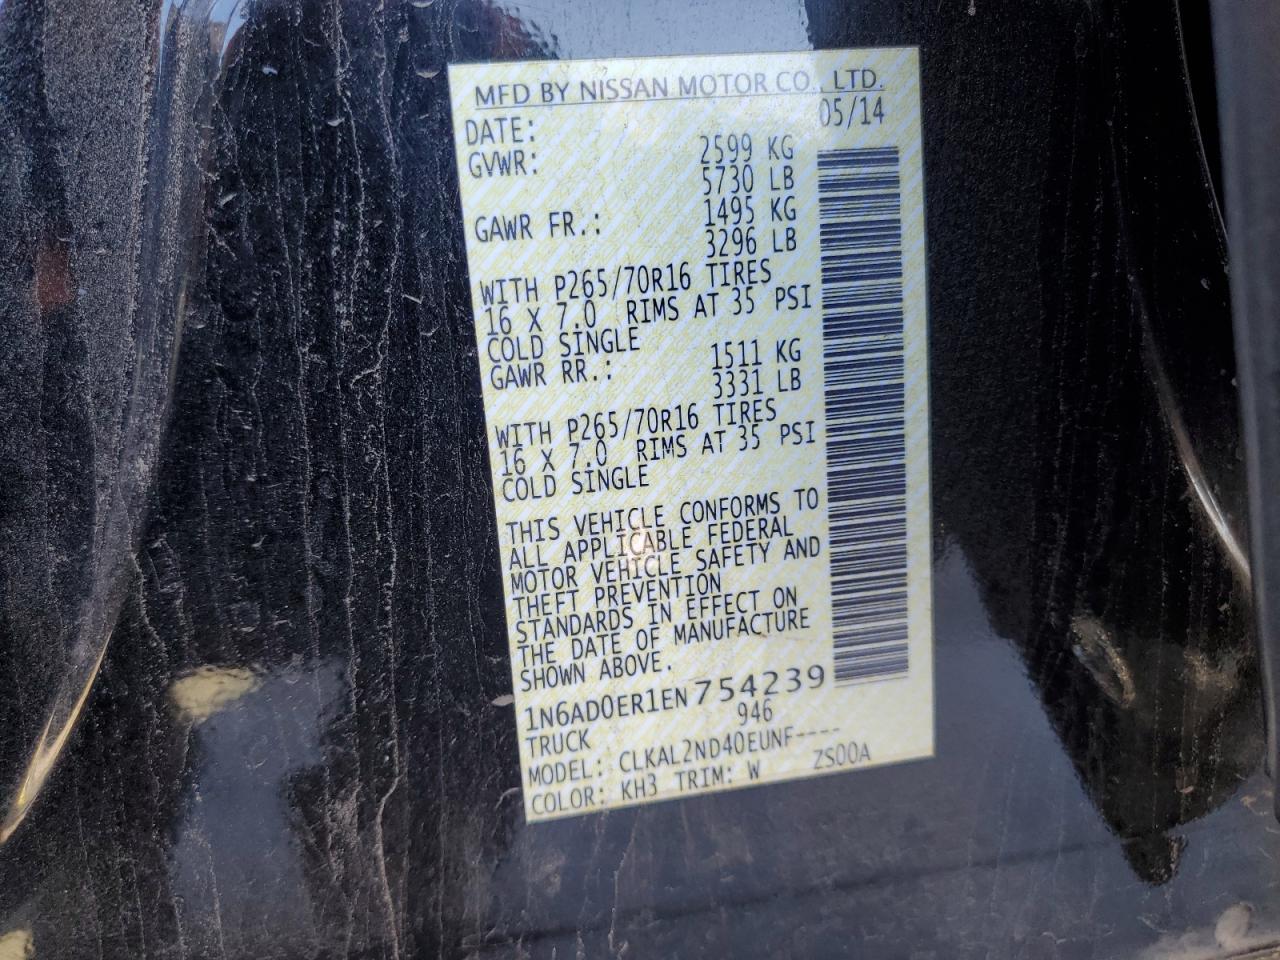 MFD BY NISSAN MOTOR CO., LTD.
DATE: 05/14
GVWR: 2599 KG
5730 LB
GAWR FR.: 1495 KG
3296 LB
WITH P265/70R16 TIRES
16 X 7.0 RIMS AT 35 PSI
COLD SINGLE
GAWR RR.: 1511 KG
3331 LB
WITH P265/70R16 TIRES
16 X 7.0 RIMS AT 35 PSI
COLD SINGLE
THIS VEHICLE CONFORMS TO
ALL APPLICABLE FEDERAL
MOTOR VEHICLE SAFETY AND
THEFT PREVENTION
STANDARDS IN EFFECT ON
THE DATE OF MANUFACTURE
SHOWN ABOVE.
1N6AD0ER1EN754239
TRUCK 946
MODEL: CLKAL2ND40EUNF----
COLOR: KH3 TRIM: W ZS00A